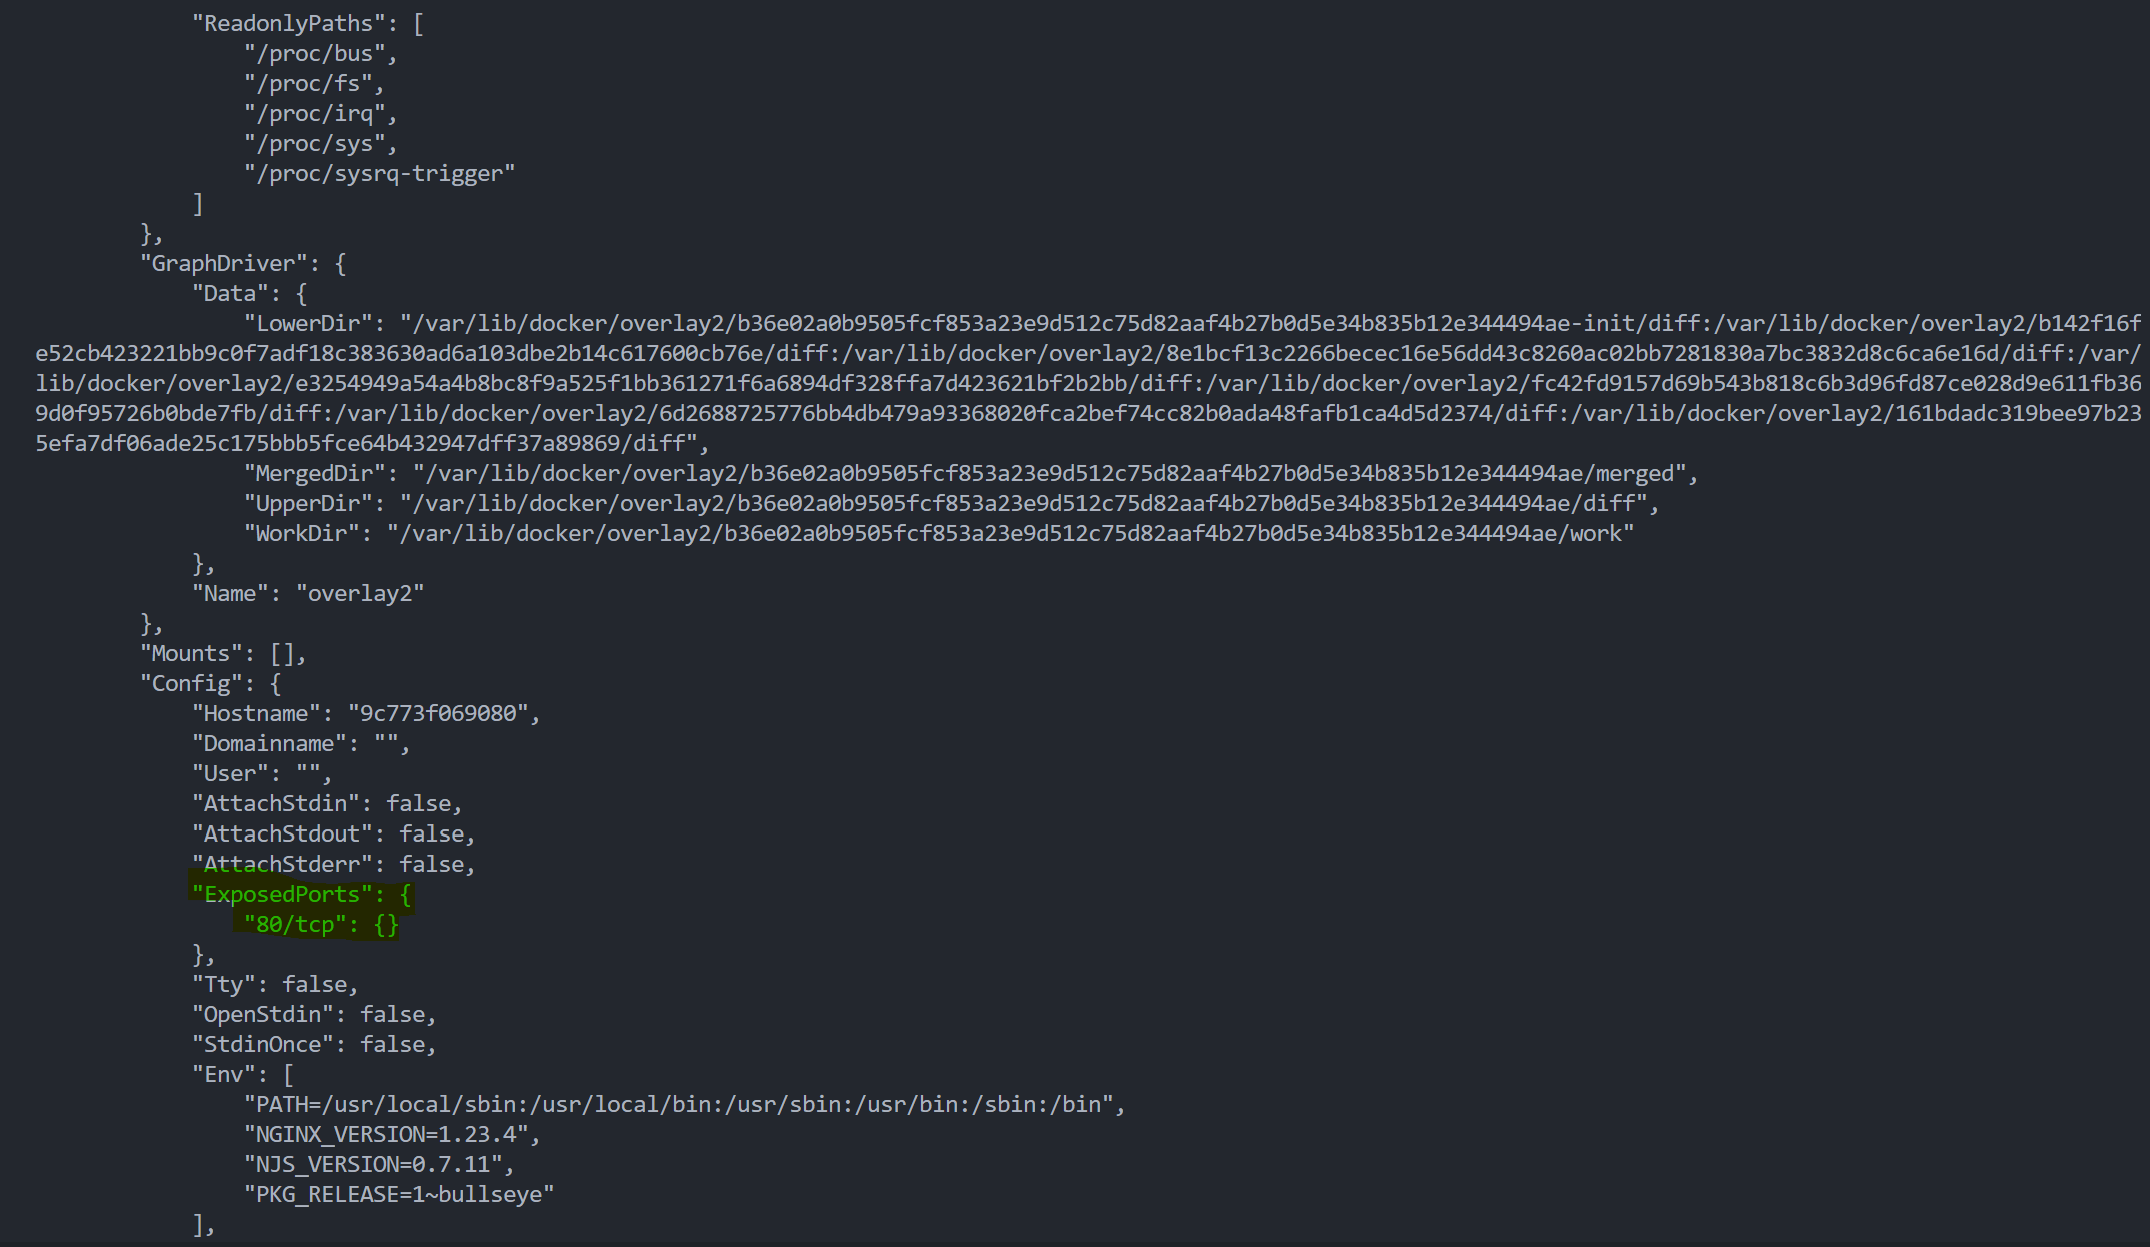 "ReadonlyPaths": [
"/proc/bus",
"/proc/fs",
"/proc/irq",
"/proc/sys",
"/proc/sysrq-trigger"
]
},
"GraphDriver": {
"Data": {
"LowerDir": "/var/lib/docker/overlay2/b36e02a0b9505fcf853a23e9d512c75d82aaf4b27b0d5e34b835b12e344494ae-init/diff:/var/lib/docker/overlay2/b142f16f
e52cb423221bb9c0f7adf18c383630ad6a103dbe2b14c617600cb76e/diff:/var/lib/docker/overlay2/8e1bcf13c2266becec16e56dd43c8260ac02bb7281830a7bc3832d8c6ca6e16d/diff:/var/
lib/docker/overlay2/e3254949a54a4b8bc8f9a525f1bb361271f6a6894df328ffa7d423621bf2b2bb/diff:/var/lib/docker/overlay2/fc42fd9157d69b543b818c6b3d96fd87ce028d9e611fb36
9d0f95726b0bde7fb/diff:/var/lib/docker/overlay2/6d2688725776bb4db479a93368020fca2bef74cc82b0ada48fafb1ca4d5d2374/diff:/var/lib/docker/overlay2/161bdadc319bee97b23
5efa7df06ade25c175bbb5fce64b432947dff37a89869/diff",
"MergedDir": "/var/lib/docker/overlay2/b36e02a0b9505fcf853a23e9d512c75d82aaf4b27b0d5e34b835b12e344494ae/merged",
"UpperDir": "/var/lib/docker/overlay2/b36e02a0b9505fcf853a23e9d512c75d82aaf4b27b0d5e34b835b12e344494ae/diff",
"WorkDir": "/var/lib/docker/overlay2/b36e02a0b9505fcf853a23e9d512c75d82aaf4b27b0d5e34b835b12e344494ae/work"
},
"Name": "overlay2"
},
"Mounts": [],
"Config": {
"Hostname": "9c773f069080",
"Domainname": "",
"User": "",
"AttachStdin": false,
"AttachStdout": false,
"AttachStderr": false,
"ExposedPorts": {
"80/tcp": {}
},
"Tty": false,
"OpenStdin": false,
"StdinOnce": false,
"Env": [
"PATH=/usr/local/sbin:/usr/local/bin:/usr/sbin:/usr/bin:/sbin:/bin",
"NGINX_VERSION=1.23.4",
"NJS_VERSION=0.7.11",
"PKG_RELEASE=1~bullseye"
],